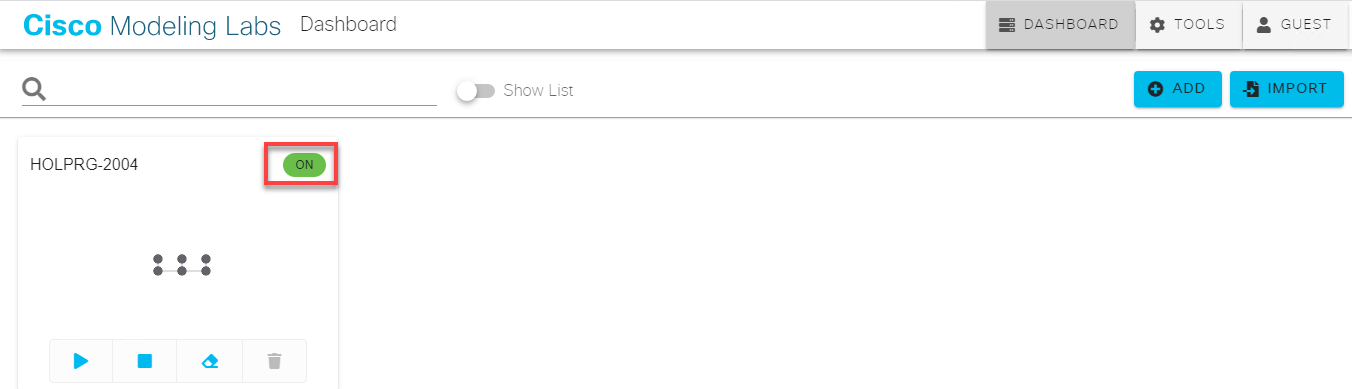 Cisco Modeling Labs Dashboard DASHBOARD TOOLS GUEST
Show List ADD IMPORT
HOLPRG-2004 ON